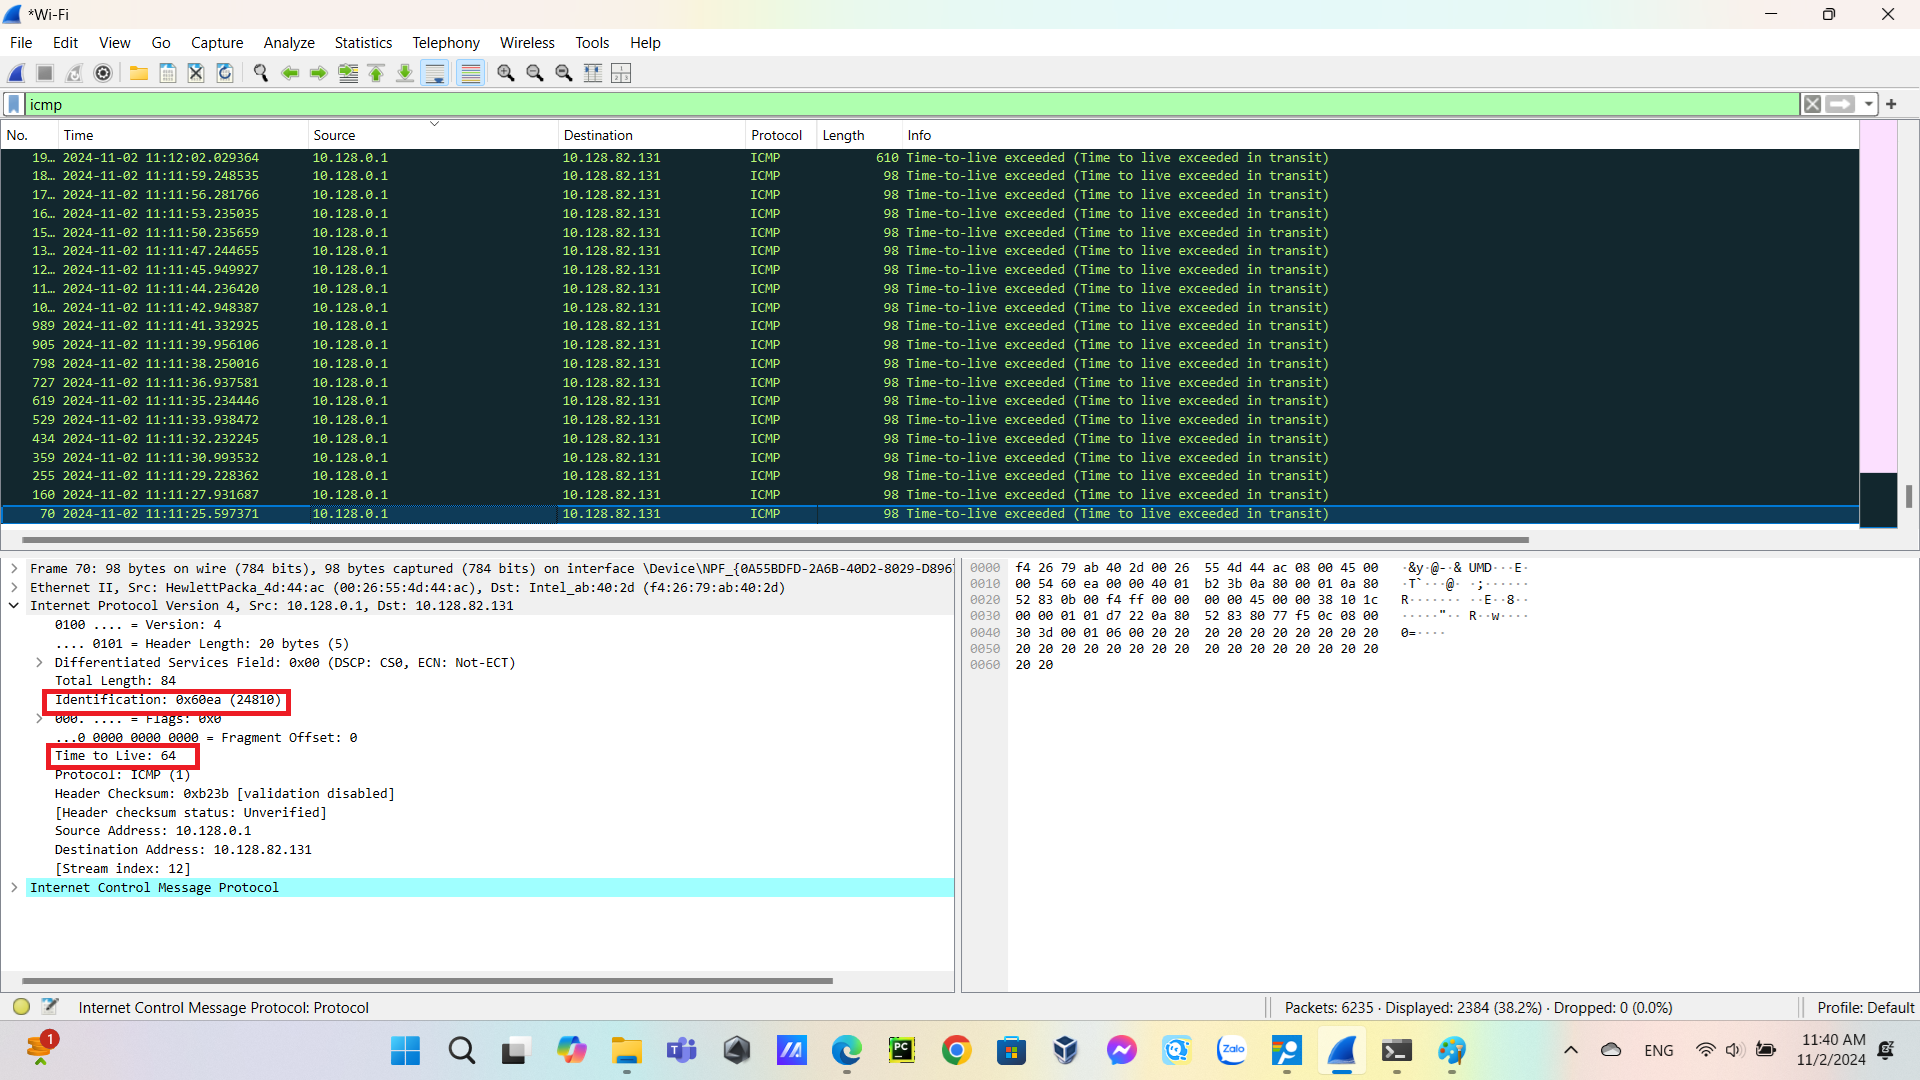 *Wi-Fi
File Edit View Go Capture Analyze Statistics Telephony Wireless Tools Help
icmp
No. Time Source Destination Protocol Length Info
19… 2024-11-02 11:12:02.029364 10.128.0.1 10.128.82.131 ICMP 610 Time-to-live exceeded (Time to live exceeded in transit)
18… 2024-11-02 11:11:59.248535 10.128.0.1 10.128.82.131 ICMP 98 Time-to-live exceeded (Time to live exceeded in transit)
17… 2024-11-02 11:11:56.281766 10.128.0.1 10.128.82.131 ICMP 98 Time-to-live exceeded (Time to live exceeded in transit)
16… 2024-11-02 11:11:53.235035 10.128.0.1 10.128.82.131 ICMP 98 Time-to-live exceeded (Time to live exceeded in transit)
15… 2024-11-02 11:11:50.235659 10.128.0.1 10.128.82.131 ICMP 98 Time-to-live exceeded (Time to live exceeded in transit)
13… 2024-11-02 11:11:47.244655 10.128.0.1 10.128.82.131 ICMP 98 Time-to-live exceeded (Time to live exceeded in transit)
12… 2024-11-02 11:11:45.949927 10.128.0.1 10.128.82.131 ICMP 98 Time-to-live exceeded (Time to live exceeded in transit)
11… 2024-11-02 11:11:44.236420 10.128.0.1 10.128.82.131 ICMP 98 Time-to-live exceeded (Time to live exceeded in transit)
10… 2024-11-02 11:11:42.948387 10.128.0.1 10.128.82.131 ICMP 98 Time-to-live exceeded (Time to live exceeded in transit)
989 2024-11-02 11:11:41.332925 10.128.0.1 10.128.82.131 ICMP 98 Time-to-live exceeded (Time to live exceeded in transit)
905 2024-11-02 11:11:39.956106 10.128.0.1 10.128.82.131 ICMP 98 Time-to-live exceeded (Time to live exceeded in transit)
798 2024-11-02 11:11:38.250016 10.128.0.1 10.128.82.131 ICMP 98 Time-to-live exceeded (Time to live exceeded in transit)
727 2024-11-02 11:11:36.937581 10.128.0.1 10.128.82.131 ICMP 98 Time-to-live exceeded (Time to live exceeded in transit)
619 2024-11-02 11:11:35.234446 10.128.0.1 10.128.82.131 ICMP 98 Time-to-live exceeded (Time to live exceeded in transit)
529 2024-11-02 11:11:33.938472 10.128.0.1 10.128.82.131 ICMP 98 Time-to-live exceeded (Time to live exceeded in transit)
434 2024-11-02 11:11:32.232245 10.128.0.1 10.128.82.131 ICMP 98 Time-to-live exceeded (Time to live exceeded in transit)
359 2024-11-02 11:11:30.993532 10.128.0.1 10.128.82.131 ICMP 98 Time-to-live exceeded (Time to live exceeded in transit)
255 2024-11-02 11:11:29.228362 10.128.0.1 10.128.82.131 ICMP 98 Time-to-live exceeded (Time to live exceeded in transit)
160 2024-11-02 11:11:27.931687 10.128.0.1 10.128.82.131 ICMP 98 Time-to-live exceeded (Time to live exceeded in transit)
70 2024-11-02 11:11:25.597371 10.128.0.1 10.128.82.131 ICMP 98 Time-to-live exceeded (Time to live exceeded in transit)
Frame 70: 98 bytes on wire (784 bits), 98 bytes captured (784 bits) on interface \Device\NPF_{0A55BDFD-2A6B-40D2-8029-D896
Ethernet II, Src: HewlettPacka_4d:44:ac (00:26:55:4d:44:ac), Dst: Intel_ab:40:2d (f4:26:79:ab:40:2d)
Internet Protocol Version 4, Src: 10.128.0.1, Dst: 10.128.82.131
0100 .... = Version: 4
.... 0101 = Header Length: 20 bytes (5)
Differentiated Services Field: 0x00 (DSCP: CS0, ECN: Not-ECT)
Total Length: 84
Identification: 0x60ea (24810)
000. .... = Flags: 0x0
...0 0000 0000 0000 = Fragment Offset: 0
Time to Live: 64
Protocol: ICMP (1)
Header Checksum: 0xb23b [validation disabled]
[Header checksum status: Unverified]
Source Address: 10.128.0.1
Destination Address: 10.128.82.131
[Stream index: 12]
Internet Control Message Protocol
0000 f4 26 79 ab 40 2d 00 26 55 4d 44 ac 08 00 45 00 ·&y·@-·& UMD···E·
0010 00 54 60 ea 00 00 40 01 b2 3b 0a 80 00 01 0a 80 ·T`···@· ·;······
0020 52 83 0b 00 f4 ff 00 00 00 00 45 00 00 38 10 1c R······· ··E··8··
0030 00 00 01 01 d7 22 0a 80 52 83 80 77 f5 0c 08 00 ·····"·· R··w····
0040 30 3d 00 01 06 00 20 20 20 20 20 20 20 20 20 20 0=····
0050 20 20 20 20 20 20 20 20 20 20 20 20 20 20 20 20
0060 20 20
Internet Control Message Protocol: Protocol
Packets: 6235 · Displayed: 2384 (38.2%) · Dropped: 0 (0.0%)
Profile: Default
1
PC
Zalo
ENG
11:40 AM
11/2/2024